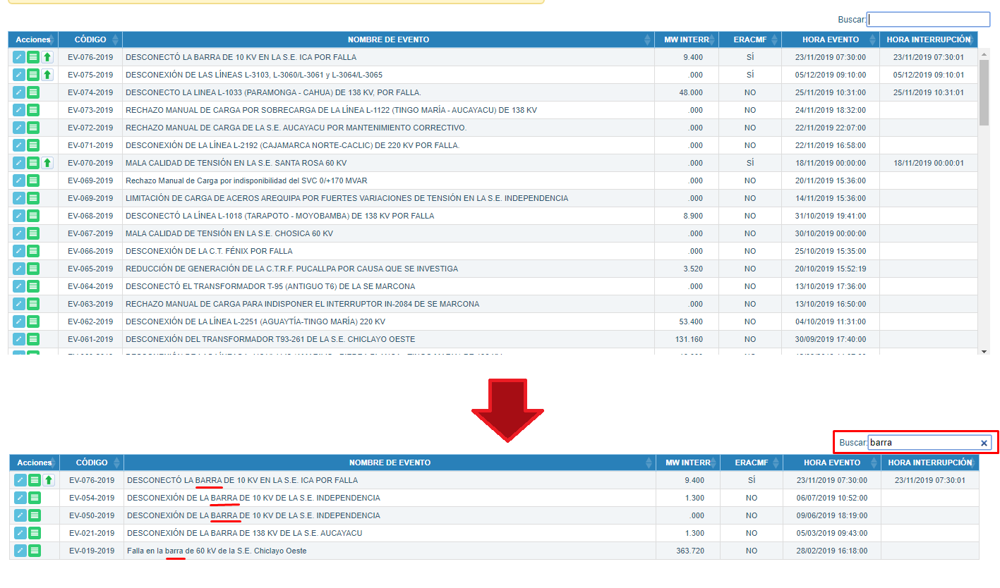 Buscar:
Acciones CÓDIGO NOMBRE DE EVENTO MW INTERR ERACMF HORA EVENTO HORA INTERRUPCIÓN
EV-076-2019 DESCONECTÓ LA BARRA DE 10 KV EN LA S.E. ICA POR FALLA 9.400 SÍ 23/11/2019 07:30:00 23/11/2019 07:30:01
EV-075-2019 DESCONEXIÓN DE LAS LÍNEAS L-3103, L-3060/L-3061 y L-3064/L-3065 .000 SÍ 05/12/2019 09:10:00 05/12/2019 09:10:01
EV-074-2019 DESCONECTO LA LINEA L-1033 (PARAMONGA - CAHUA) DE 138 KV, POR FALLA. 48.000 NO 25/11/2019 10:31:00 25/11/2019 10:31:01
EV-073-2019 RECHAZO MANUAL DE CARGA POR SOBRECARGA DE LA LÍNEA L-1122 (TINGO MARÍA - AUCAYACU) DE 138 KV .000 NO 24/11/2019 18:32:00
EV-072-2019 RECHAZO MANUAL DE CARGA DE LA S.E. AUCAYACU POR MANTENIMIENTO CORRECTIVO. .000 NO 22/11/2019 22:07:00
EV-071-2019 DESCONEXIÓN DE LA LÍNEA L-2192 (CAJAMARCA NORTE-CACLIC) DE 220 KV POR FALLA. .000 NO 22/11/2019 16:58:00
EV-070-2019 MALA CALIDAD DE TENSIÓN EN LA S.E. SANTA ROSA 60 KV .000 SÍ 18/11/2019 00:00:00 18/11/2019 00:00:01
EV-069-2019 Rechazo Manual de Carga por indisponibilidad del SVC 0/+170 MVAR .000 NO 20/11/2019 15:36:00
EV-069-2019 LIMITACIÓN DE CARGA DE ACEROS AREQUIPA POR FUERTES VARIACIONES DE TENSIÓN EN LA S.E. INDEPENDENCIA .000 NO 14/11/2019 15:36:00
EV-068-2019 DESCONECTÓ LA LÍNEA L-1018 (TARAPOTO - MOYOBAMBA) DE 138 KV POR FALLA 8.900 NO 31/10/2019 19:41:00
EV-067-2019 MALA CALIDAD DE TENSIÓN EN LA S.E. CHOSICA 60 KV .000 NO 30/10/2019 00:00:00
EV-066-2019 DESCONEXIÓN DE LA C.T. FÉNIX POR FALLA .000 NO 25/10/2019 15:35:00
EV-065-2019 REDUCCIÓN DE GENERACIÓN DE LA C.T.R.F. PUCALLPA POR CAUSA QUE SE INVESTIGA 3.520 NO 20/10/2019 15:52:19
EV-064-2019 DESCONECTÓ EL TRANSFORMADOR T-95 (ANTIGUO T6) DE LA SE MARCONA .000 NO 13/10/2019 17:36:00
EV-063-2019 RECHAZO MANUAL DE CARGA PARA INDISPONER EL INTERRUPTOR IN-2084 DE SE MARCONA .000 NO 13/10/2019 16:50:00
EV-062-2019 DESCONEXIÓN DE LA LÍNEA L-2251 (AGUAYTÍA-TINGO MARÍA) 220 KV 53.400 NO 04/10/2019 11:31:00
EV-061-2019 DESCONEXIÓN DEL TRANSFORMADOR T93-261 DE LA S.E. CHICLAYO OESTE 131.160 NO 30/09/2019 17:40:00
Buscar: barra
Acciones CÓDIGO NOMBRE DE EVENTO MW INTERR ERACMF HORA EVENTO HORA INTERRUPCIÓN
EV-076-2019 DESCONECTÓ LA BARRA DE 10 KV EN LA S.E. ICA POR FALLA 9.400 SÍ 23/11/2019 07:30:00 23/11/2019 07:30:01
EV-054-2019 DESCONEXIÓN DE LA BARRA DE 10 KV DE LA S.E. INDEPENDENCIA 1.300 NO 06/07/2019 10:52:00
EV-050-2019 DESCONEXIÓN DE LA BARRA DE 10 KV DE LA S.E. INDEPENDENCIA .000 NO 09/06/2019 18:19:00
EV-021-2019 DESCONEXIÓN DE LA BARRA DE 138 KV DE LA S.E. AUCAYACU 1.300 NO 05/03/2019 09:43:00
EV-019-2019 Falla en la barra de 60 kV de la S.E. Chiclayo Oeste 363.720 NO 28/02/2019 16:18:00